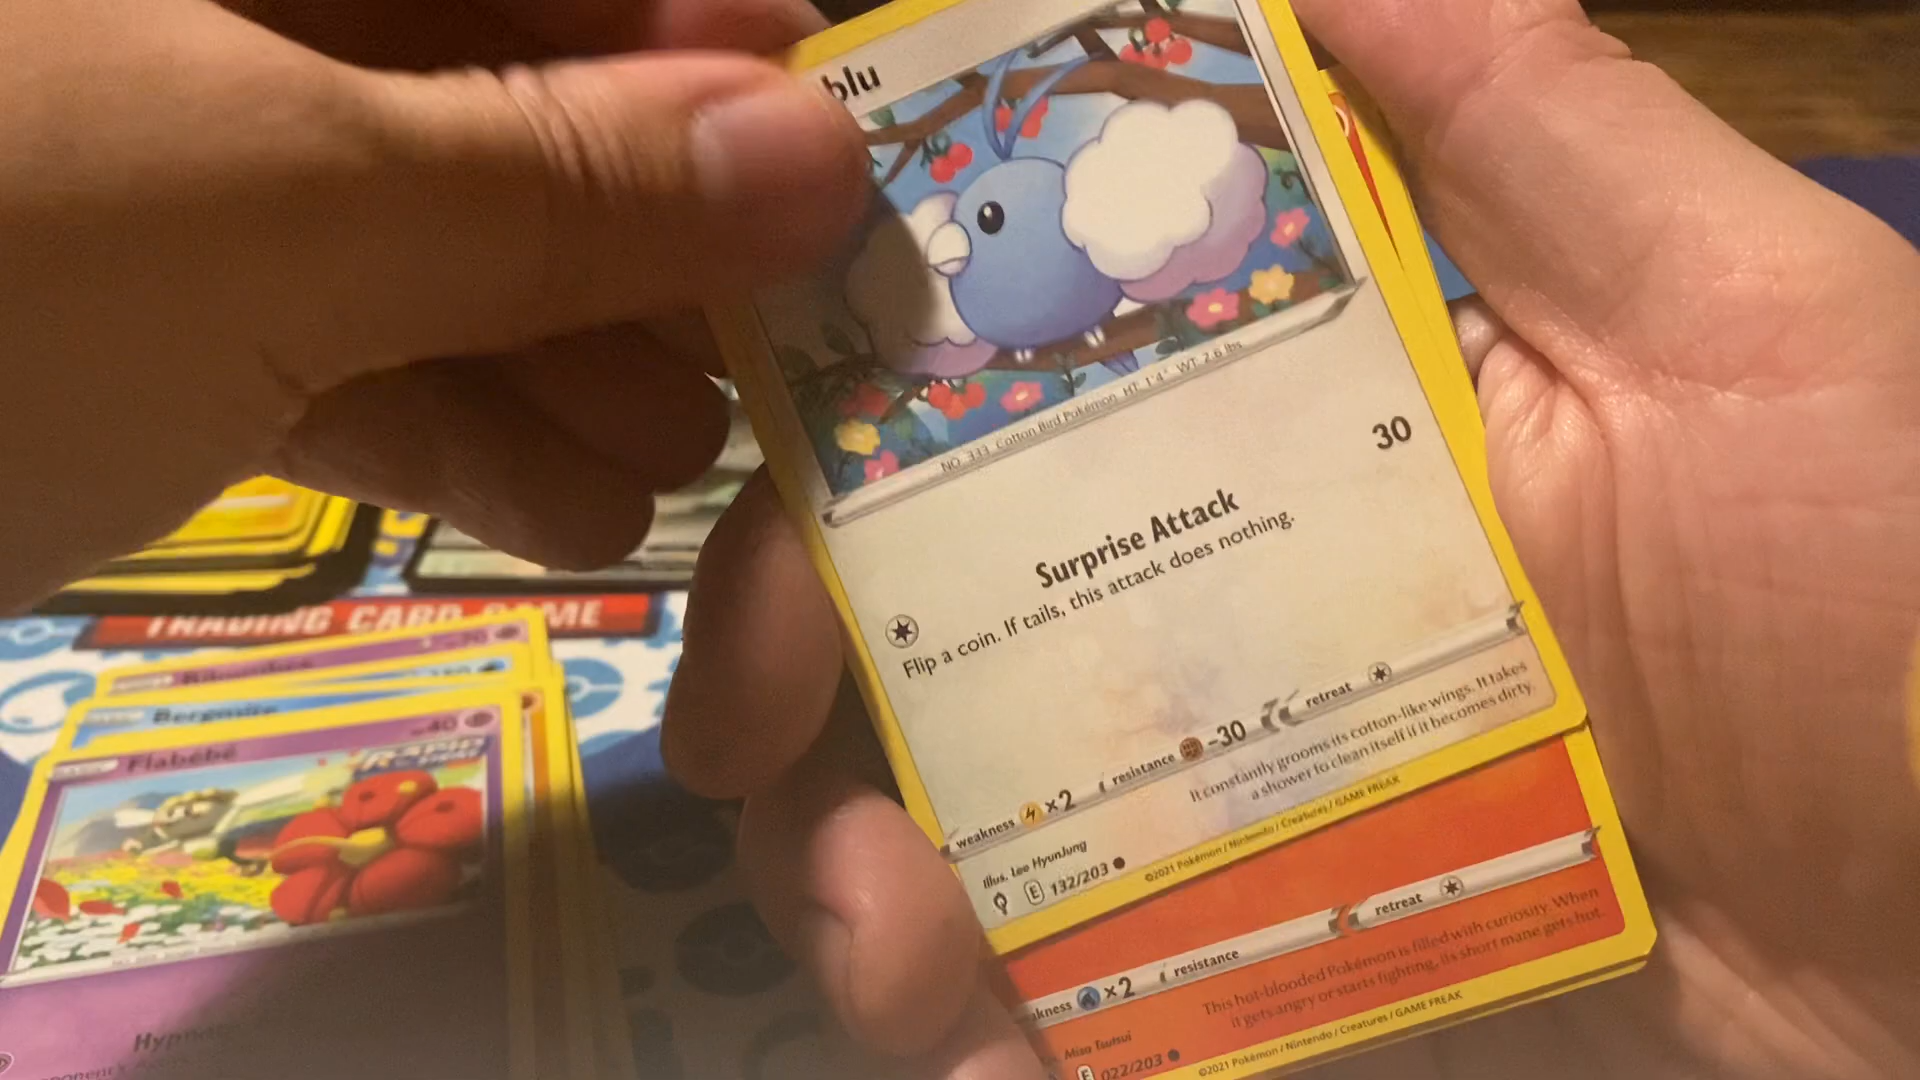 blu
NO. 333 Cotton Bird Pokémon HT: 1'4" WT: 2.6 lbs
30
Surprise Attack
Flip a coin. If tails, this attack does nothing.
weakness ×2 resistance -30 retreat
It constantly grooms its cotton-like wings. It takes
a shower to clean itself if it becomes dirty.
Illus. Lee HyunJung
E 132/203
©2021 Pokémon / Nintendo / Creatures / GAME FREAK
kness ×2 resistance retreat
This hot-blooded Pokémon is filled with curiosity. When
it gets angry or starts fighting, its short mane gets hot.
Misa Tsutsui
E 022/203
©2021 Pokémon / Nintendo / Creatures / GAME FREAK
TRADING CARD GAME
Bergmite
Flabébé
40